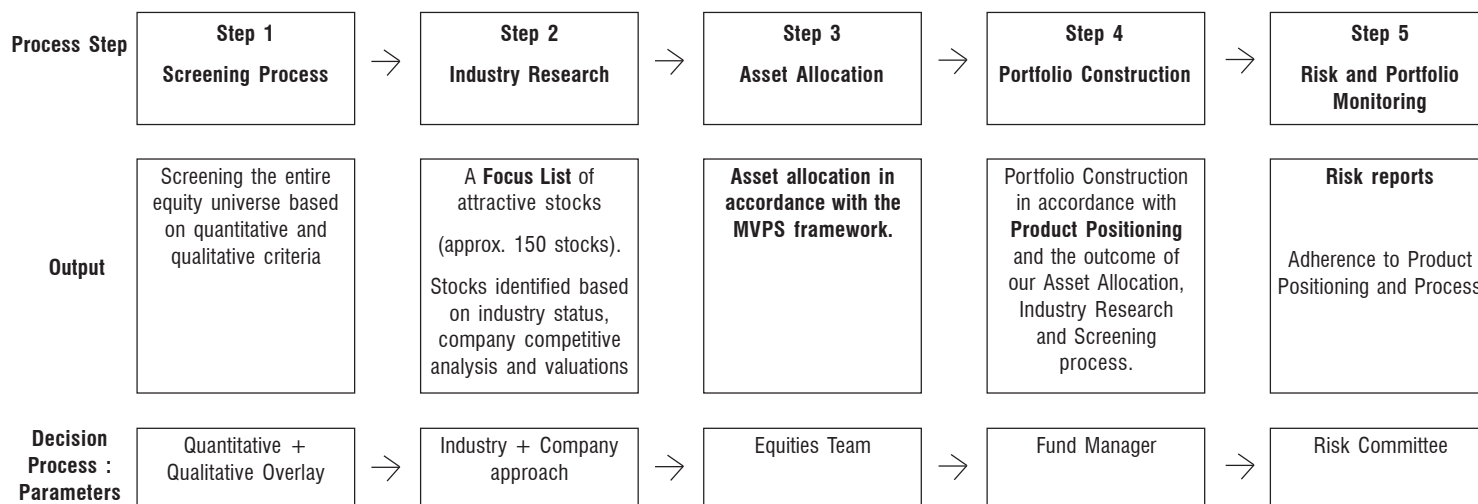 Process Step
Step 1
Screening Process
Step 2
Industry Research
Step 3
Asset Allocation
Step 4
Portfolio Construction
Step 5
Risk and Portfolio
Monitoring
Output
Screening the entire
equity universe based
on quantitative and
qualitative criteria
A Focus List of
attractive stocks
(approx. 150 stocks).
Stocks identified based
on industry status,
company competitive
analysis and valuations
Asset allocation in
accordance with the
MVPS framework.
Portfolio Construction
in accordance with
Product Positioning
and the outcome of
our Asset Allocation,
Industry Research
and Screening
process.
Risk reports
Adherence to Product
Positioning and Process
Decision
Process :
Parameters
Quantitative +
Qualitative Overlay
Industry + Company
approach
Equities Team
Fund Manager
Risk Committee